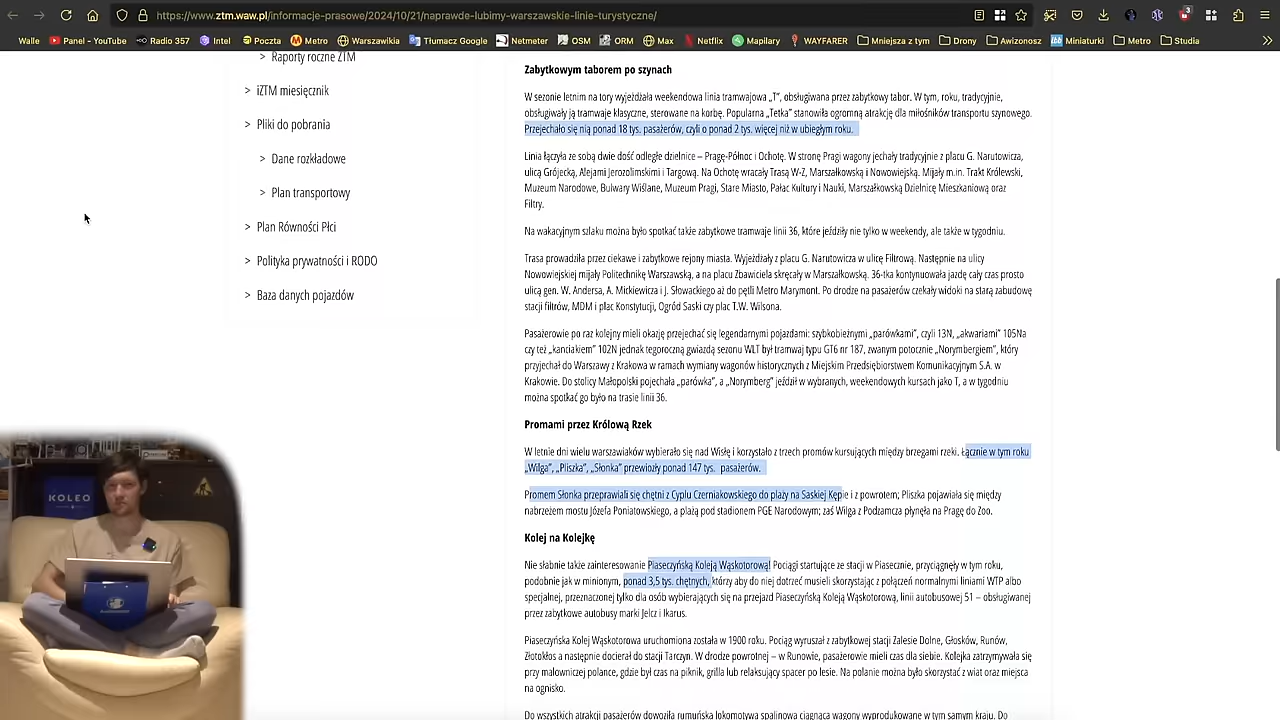 https://www.ztm.waw.pl/informacje-prasowe/2024/10/21/naprawde-lubimy-warszawskie-linie-turystyczne/
Walle Panel - YouTube Radio 357 Intel Poczta Metro Warszawikia Tłumacz Google Netmeter OSM ORM Max Netflix Mapilary WAYFARER Mniejsza z tym Drony Awizonosz Miniaturki Metro Studia
> Raporty roczne ZTM
> iZTM miesięcznik
> Pliki do pobrania
> Dane rozkładowe
> Plan transportowy
> Plan Równości Płci
> Polityka prywatności i RODO
> Baza danych pojazdów
Zabytkowym taborem po szynach
W sezonie letnim na tory wyjeżdżała weekendowa linia tramwajowa „T”, obsługiwana przez zabytkowy tabor. W tym, roku, tradycyjnie,
obsługiwały ją tramwaje klasyczne, sterowane na korbę. Popularna „Tetka” stanowiła ogromną atrakcję dla miłośników transportu szynowego.
Przejechało się nią ponad 18 tys. pasażerów, czyli o ponad 2 tys. więcej niż w ubiegłym roku.
Linia łączyła ze sobą dwie dość odległe dzielnice – Pragę-Północ i Ochotę. W stronę Pragi wagony jechały tradycyjnie z placu G. Narutowicza,
ulicą Grójecką, Alejami Jerozolimskimi i Targową. Na Ochotę wracały Trasą W-Z, Marszałkowską i Nowowiejską. Mijały m.in. Trakt Królewski,
Muzeum Narodowe, Bulwary Wiślane, Muzeum Pragi, Stare Miasto, Pałac Kultury i Nauki, Marszałkowską Dzielnicę Mieszkaniową oraz
Filtry.
Na wakacyjnym szlaku można było spotkać także zabytkowe tramwaje linii 36, które jeździły nie tylko w weekendy, ale także w tygodniu.
Trasa prowadziła przez ciekawe i zabytkowe rejony miasta. Wyjeżdżały z placu G. Narutowicza w ulicę Filtrową. Następnie na ulicy
Nowowiejskiej mijały Politechnikę Warszawską, a na placu Zbawiciela skręcały w Marszałkowską. 36-tka kontynuowała jazdę cały czas prosto
ulicą gen. W. Andersa, A. Mickiewicza i J. Słowackiego aż do pętli Metro Marymont. Po drodze na pasażerów czekały widoki na starą zabudowę
stacji filtrów, MDM i plac Konstytucji, Ogród Saski czy plac T.W. Wilsona.
Pasażerowie po raz kolejny mieli okazję przejechać się legendarnymi pojazdami: szybkobieżnymi „parówkami”, czyli 13N, „akwariami” 105Na
czy też „kanciakiem” 102N jednak tegoroczną gwiazdą sezonu WLT był tramwaj typu GT6 nr 187, zwanym potocznie „Norymbergiem”, który
przyjechał do Warszawy z Krakowa w ramach wymiany wagonów historycznych z Miejskim Przedsiębiorstwem Komunikacyjnym S.A. w
Krakowie. Do stolicy Małopolski pojechała „parówka”, a „Norymberg” jeździł w wybranych, weekendowych kursach jako T, a w tygodniu
można spotkać go było na trasie linii 36.
Promami przez Królową Rzek
W letnie dni wielu warszawiaków wybierało się nad Wisłę i korzystało z trzech promów kursujących między brzegami rzeki. Łącznie w tym roku
„Wilga”, „Pliszka”, „Słonka” przewiozły ponad 147 tys. pasażerów.
Promem Słonka przeprawiali się chętni z Cyplu Czerniakowskiego do plaży na Saskiej Kępie i z powrotem; Pliszka pojawiała się między
nabrzeżem mostu Józefa Poniatowskiego, a plażą pod stadionem PGE Narodowym; zaś Wilga z Podzamcza płynęła na Pragę do Zoo.
Kolej na Kolejkę
Nie słabnie także zainteresowanie Piaseczyńską Koleją Wąskotorową! Pociągi startujące ze stacji w Piasecznie, przyciągnęły w tym roku,
podobnie jak w minionym, ponad 3,5 tys. chętnych, którzy aby do niej dotrzeć musieli skorzystając z połączeń normalnymi liniami WTP albo
specjalnej, przeznaczonej tylko dla osób wybierających się na przejazd Piaseczyńską Koleją Wąskotorową, linii autobusowej 51 – obsługiwanej
przez zabytkowe autobusy marki Jelcz i Ikarus.
Piaseczyńska Kolej Wąskotorowa uruchomiona została w 1900 roku. Pociąg wyruszał z zabytkowej stacji Zalesie Dolne, Głosków, Runów,
Złotokłos a następnie docierał do stacji Tarczyn. W drodze powrotnej – w Runowie, pasażerowie mieli czas dla siebie. Kolejka zatrzymywała się
przy malowniczej polance, gdzie był czas na piknik, grilla lub relaksujący spacer po lesie. Na polanie można było skorzystać z wiat oraz miejsca
na ognisko.
Do wszystkich atrakcji pasażerów dowoziła rumuńska lokomotywa spalinowa ciągnąca wagony wyprodukowane w tym samym kraju. Do
KOLEO